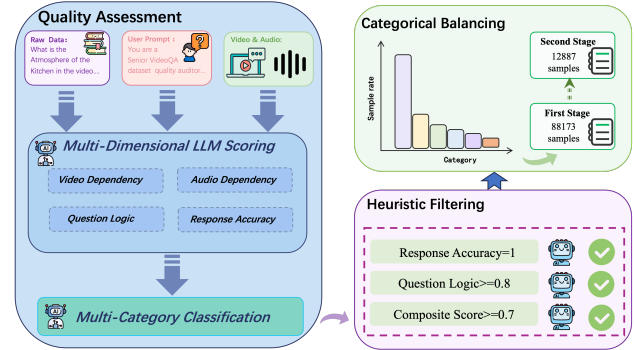 Quality Assessment
Raw Data:
What is the
Atmosphere of the
Kitchen in the video...
User Prompt :
You are a
Senior VideoQA
dataset quality auditor...
Video & Audio:
AI
Multi-Dimensional LLM Scoring
Video Dependency
Audio Dependency
Question Logic
Response Accuracy
AI
Multi-Category Classification
Categorical Balancing
Sample rate
Category
Second Stage
12887
samples
First Stage
88173
samples
Heuristic Filtering
Response Accuracy=1
Question Logic>=0.8
Composite Score>=0.7